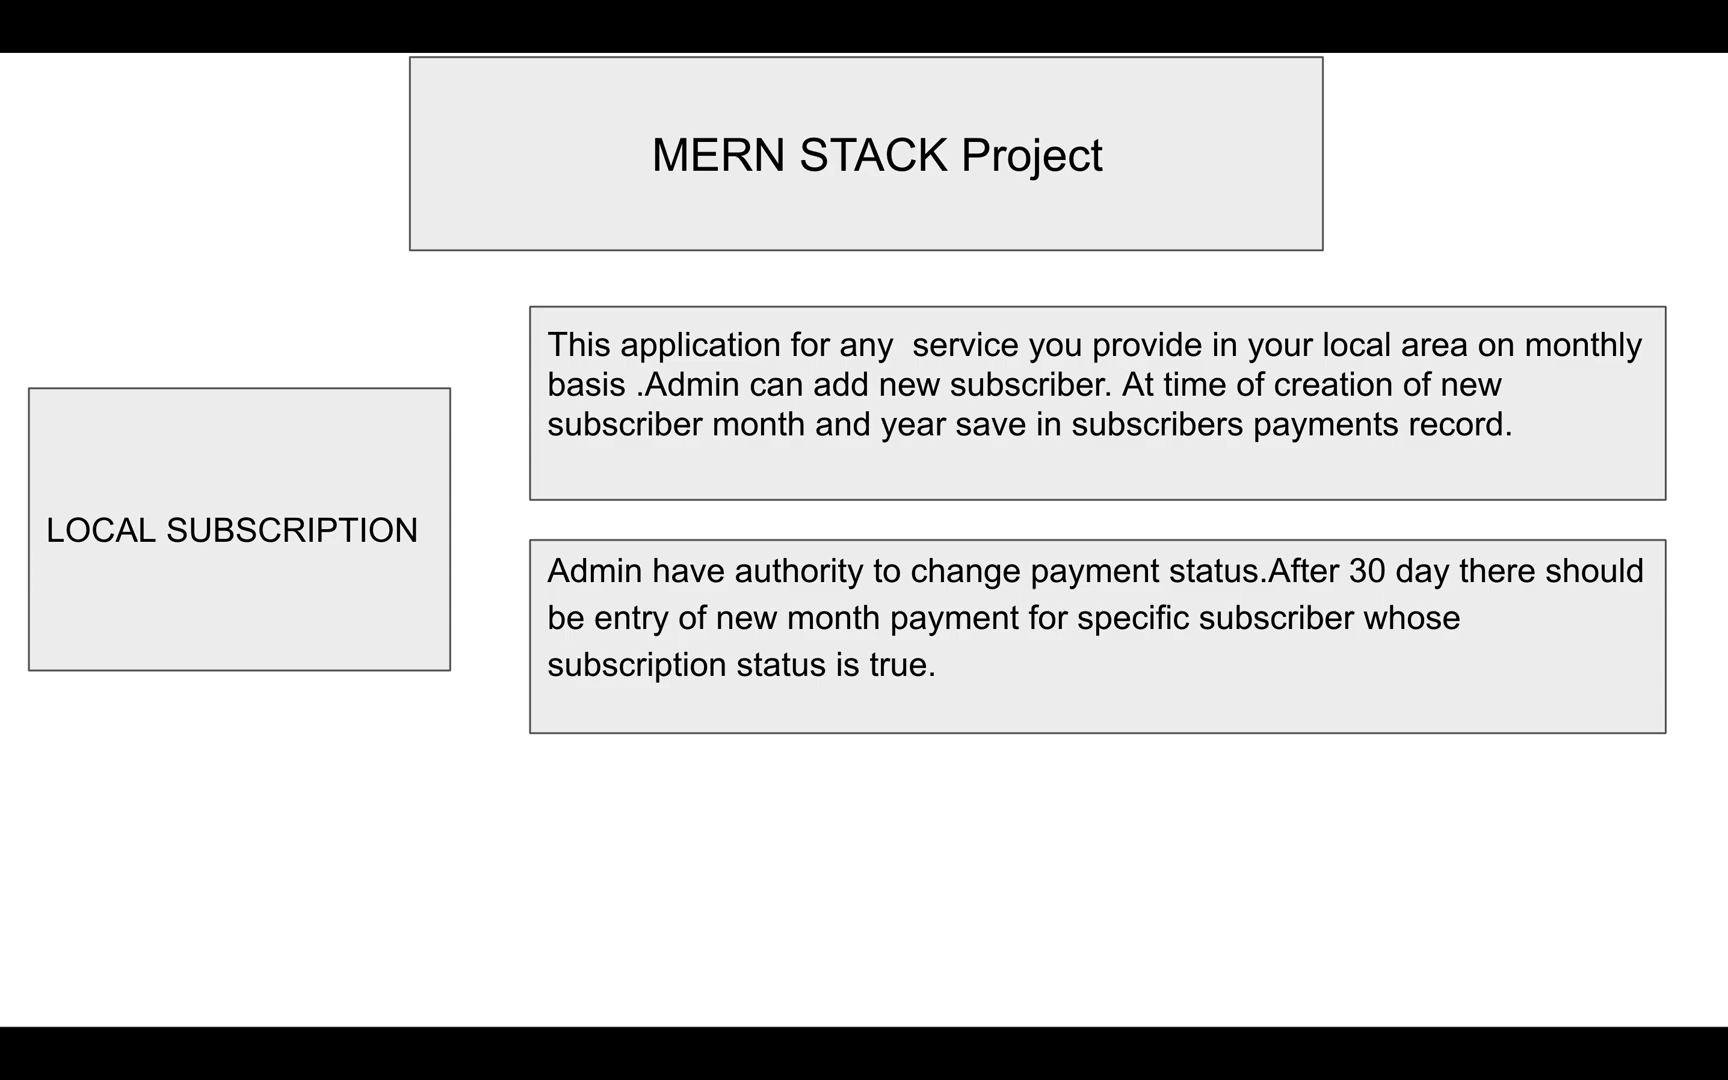 MERN STACK Project
This application for any  service you provide in your local area on monthly
basis .Admin can add new subscriber. At time of creation of new
subscriber month and year save in subscribers payments record.
LOCAL SUBSCRIPTION
Admin have authority to change payment status.After 30 day there should
be entry of new month payment for specific subscriber whose
subscription status is true.